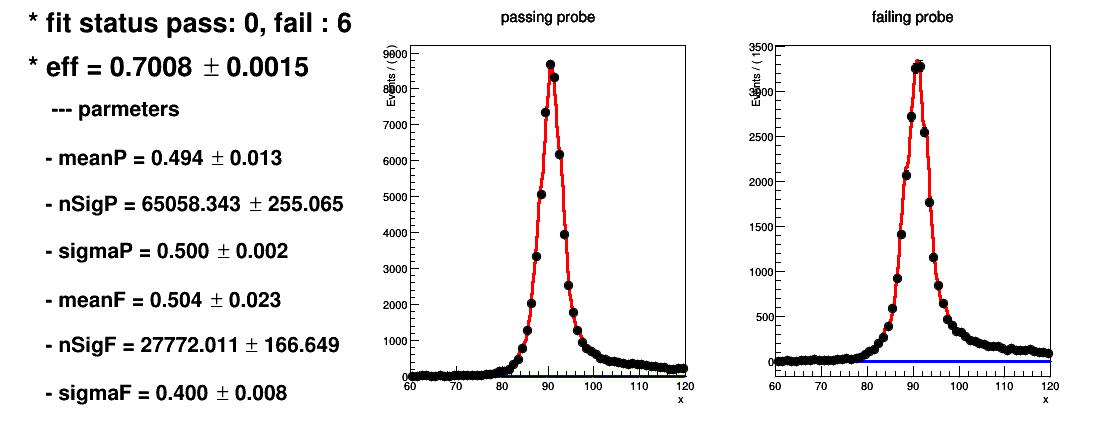 * fit status pass: 0, fail : 6
* eff = 0.7008 ± 0.0015
--- parmeters
- meanP = 0.494 ± 0.013
- nSigP = 65058.343 ± 255.065
- sigmaP = 0.500 ± 0.002
- meanF = 0.504 ± 0.023
- nSigF = 27772.011 ± 166.649
- sigmaF = 0.400 ± 0.008
passing probe
Events / (
9000
8000
7000
6000
5000
4000
3000
2000
1000
0
60 70 80 90 100 110 120
x
failing probe
Events / (
3500
3000
2500
2000
1500
1000
500
0
60 70 80 90 100 110 120
x